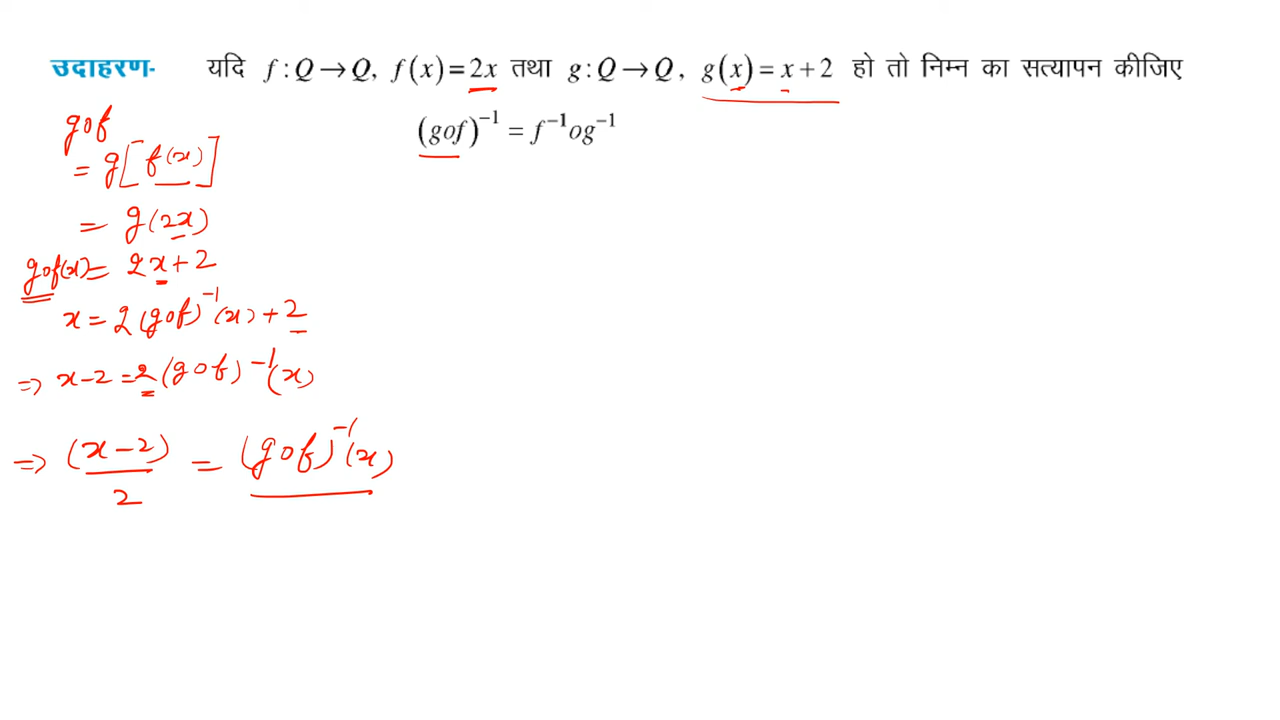 उदाहरण- यदि f : Q → Q, f(x) = 2x तथा g : Q → Q, g(x) = x + 2 हो तो निम्न का सत्यापन कीजिए
(gof)⁻¹ = f⁻¹og⁻¹
gof
= g[f(x)]
= g(2x)
gof(x) = 2x + 2
x = 2(gof)⁻¹(x) + 2
⇒ x - 2 = 2(gof)⁻¹(x)
⇒ (x - 2)/2 = (gof)⁻¹(x)